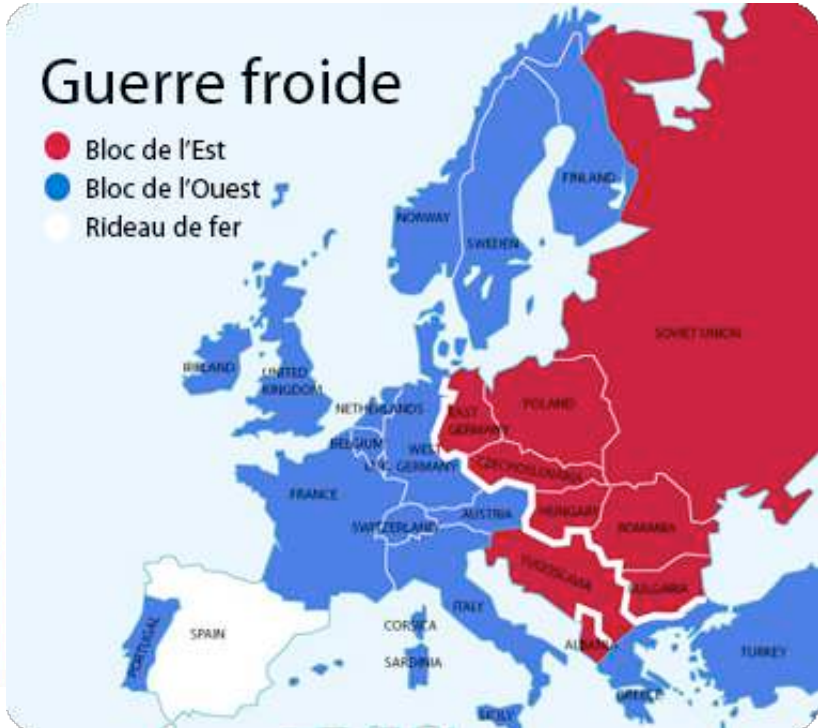 Guerre froide
Bloc de l'Est
Bloc de l'Ouest
Rideau de fer
FINLAND
NORWAY
SWEDEN
SOVIET UNION
IRELAND
UNITED
KINGDOM
NETHERLANDS
EAST
GERMANY
POLAND
BELGIUM
WEST
GERMANY
LUX.
CZECHOSLOVAKIA
FRANCE
AUSTRIA
HUNGARY
SWITZERLAND
ROMANIA
YUGOSLAVIA
BULGARIA
ITALY
CORSICA
SPAIN
PORTUGAL
ALBANIA
SARDINIA
TURKEY
GREECE
SICILY